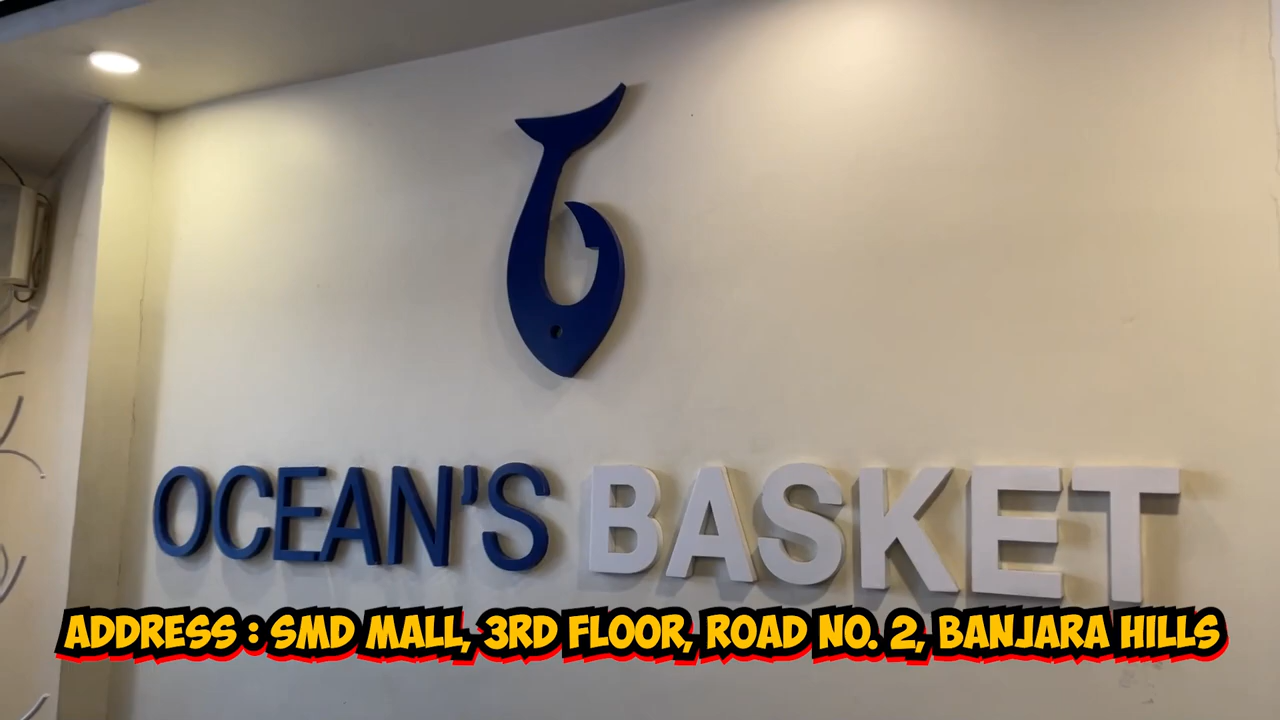 OCEAN'S BASKET
ADDRESS : SMD MALL, 3RD FLOOR, ROAD NO. 2, BANJARA HILLS